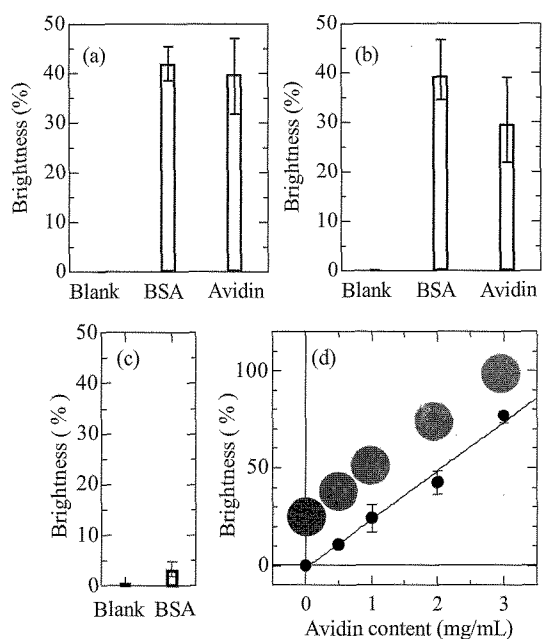 (a)
Brightness (%)
50
40
30
20
10
0
Blank BSA Avidin
(b)
Brightness (%)
50
40
30
20
10
0
Blank BSA Avidin
(c)
Brightness ( % )
50
40
30
20
10
0
Blank BSA
(d)
Brightness ( % )
100
50
0
0 1 2 3
Avidin content (mg/mL)